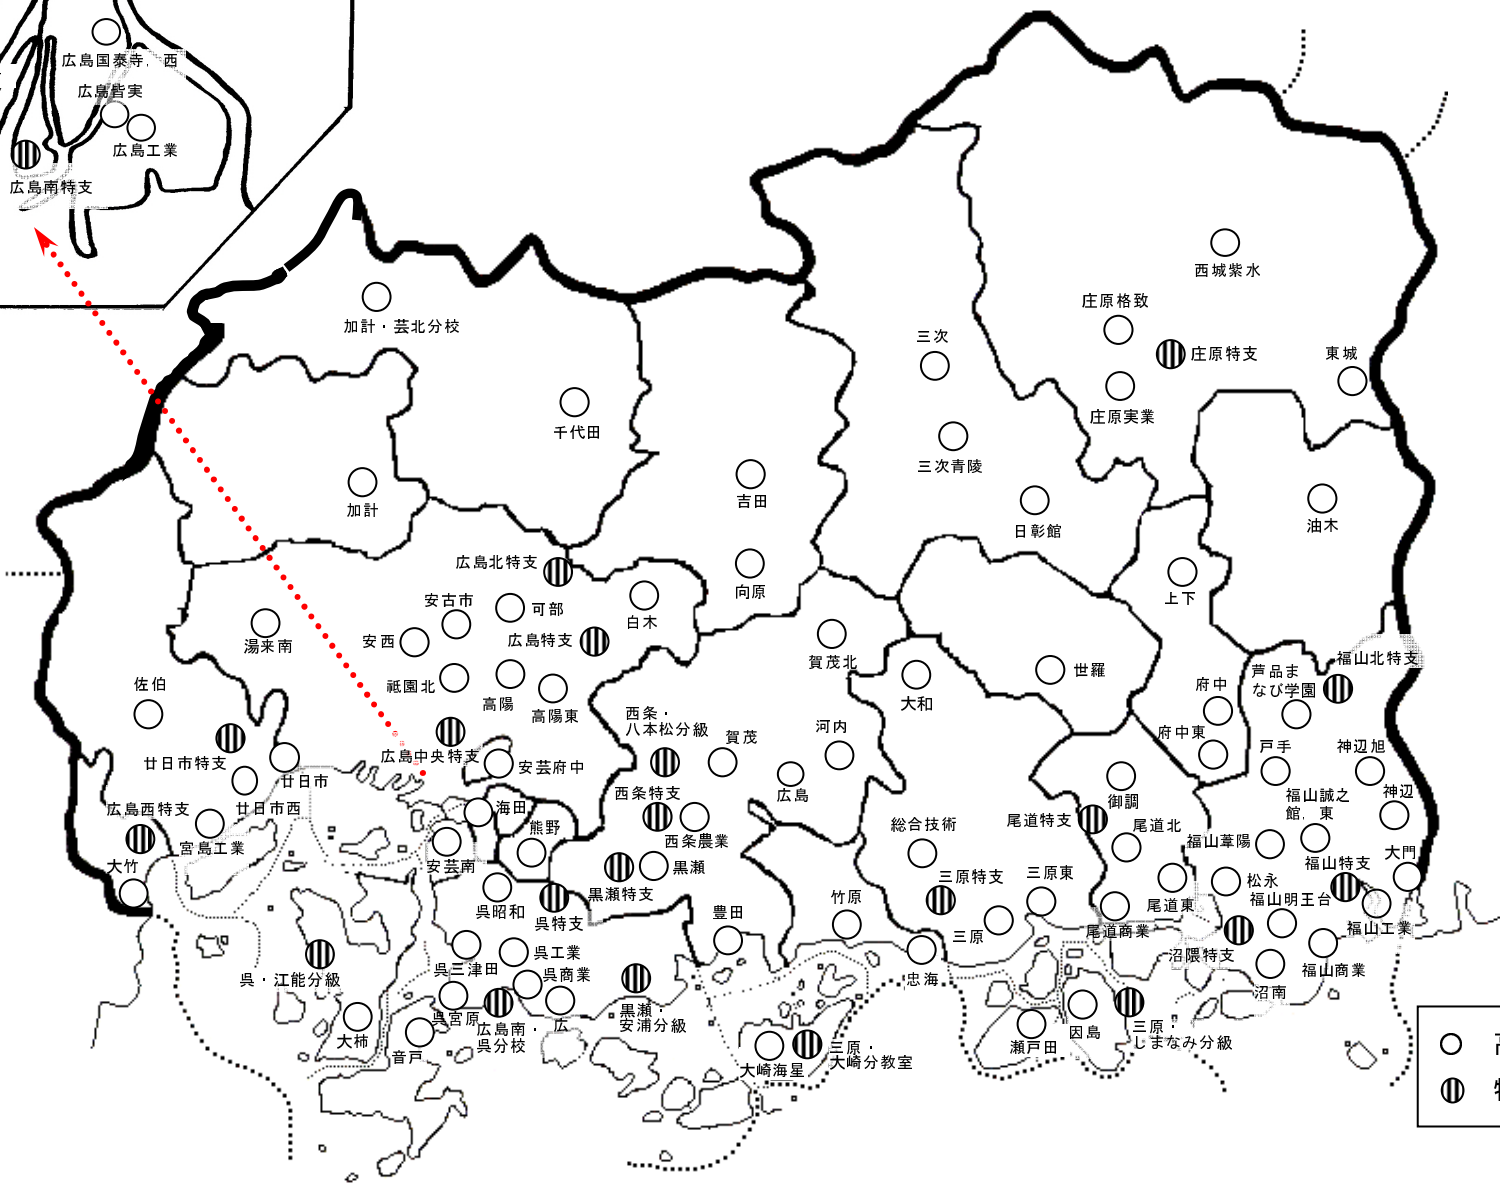 広島国泰寺，西
広島皆実
広島工業
広島南特支
加計・芸北分校
千代田
加計
吉田
向原
三次
三次青陵
日彰館
西城紫水
庄原格致
庄原特支
庄原実業
東城
油木
上下
広島北特支
安古市
可部
安西
広島特支
白木
湯来南
祗園北
高陽
高陽東
佐伯
廿日市特支
廿日市
廿日市西
広島西特支
宮島工業
大竹
広島中央特支
安芸府中
海田
熊野
安芸南
西条・
八本松分級
賀茂
西条特支
西条農業
黒瀬
黒瀬特支
賀茂北
大和
河内
広島
世羅
府中
府中東
芦品ま
なび学園
福山北特支
戸手
神辺旭
神辺
福山誠之
館，東
御調
尾道特支
尾道北
福山葦陽
福山特支
大門
松永
福山明王台
福山工業
尾道東
尾道商業
沼隈特支
沼南
福山商業
総合技術
三原特支
三原東
三原
竹原
忠海
豊田
呉昭和
呉特支
呉三津田
呉工業
呉商業
呉・江能分級
呉宮原
広島南・
呉分校
広
黒瀬・
安浦分級
大柿
音戸
大崎海星
三原・
大崎分教室
瀬戸田
因島
三原・
しまなみ分級